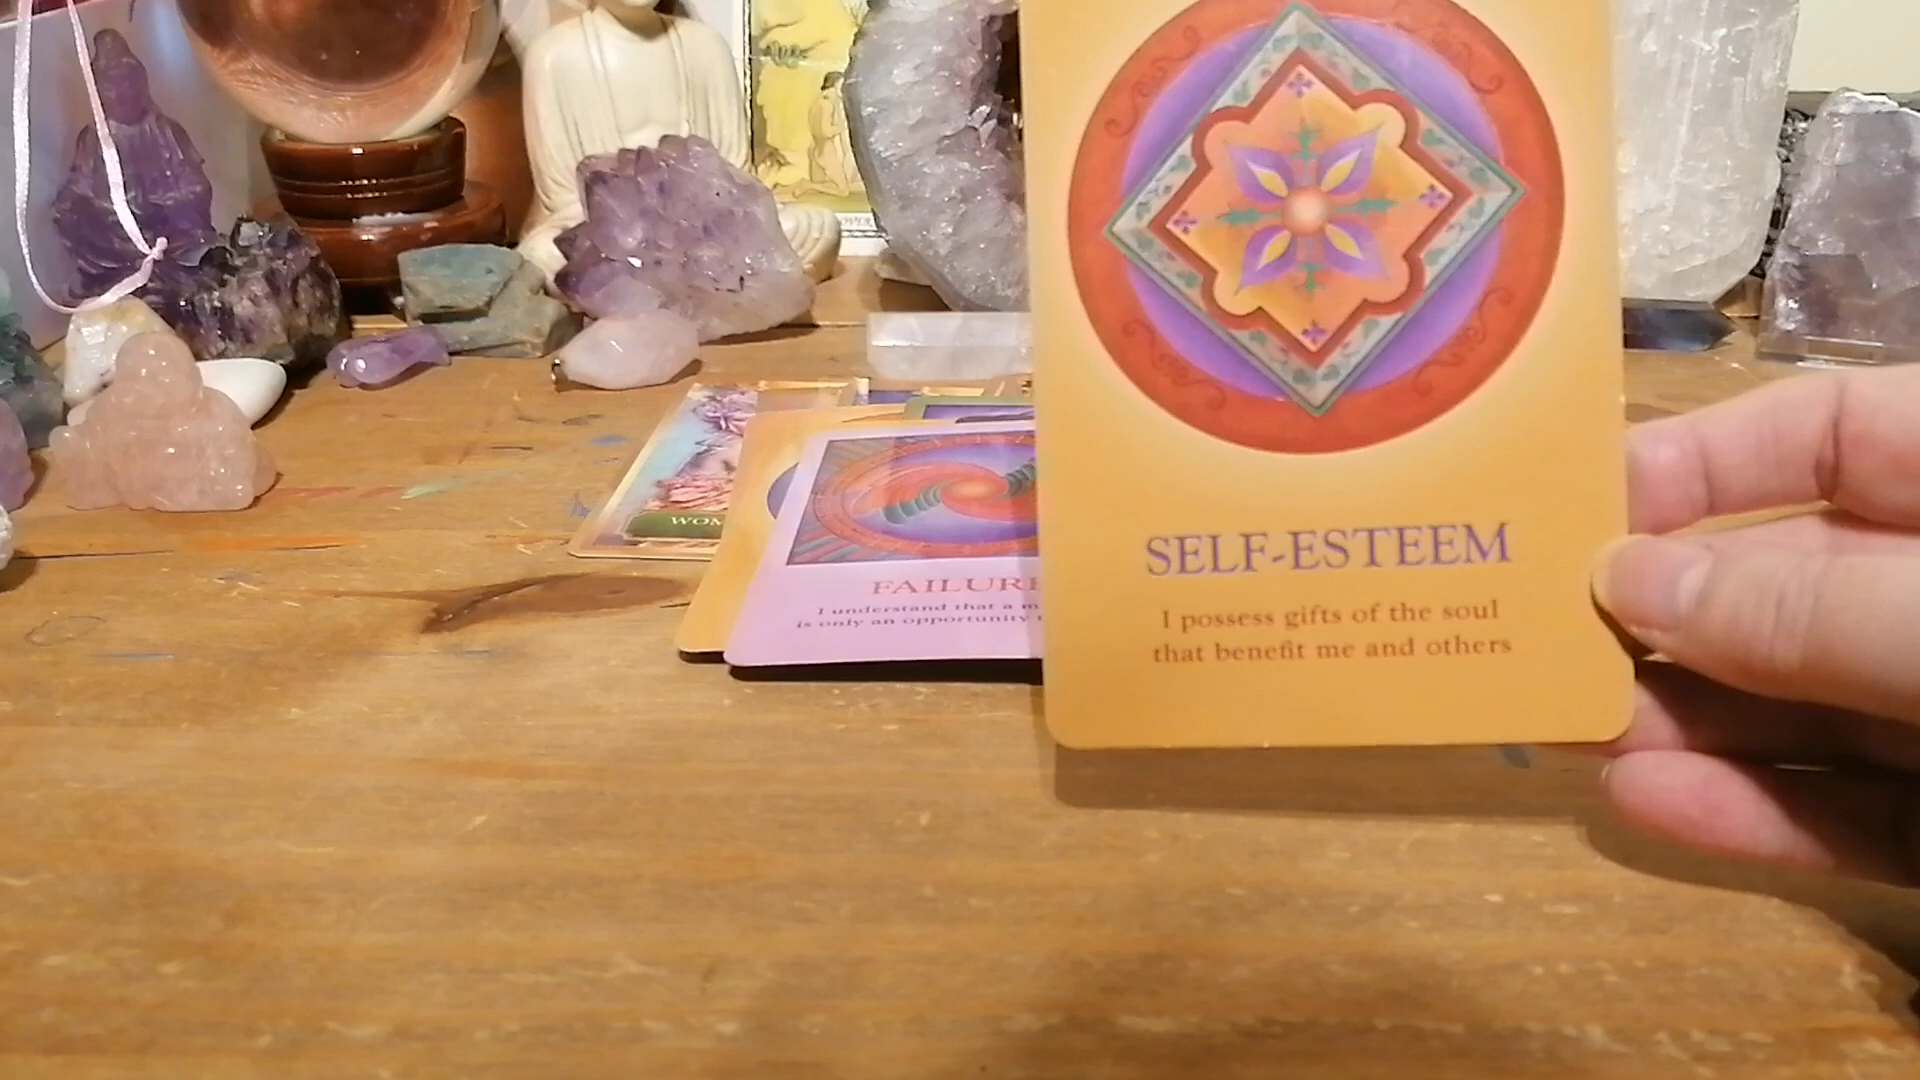 SELF-ESTEEM
I possess gifts of the soul
that benefit me and others
FAILURE
I understand that a
is only an opportunity